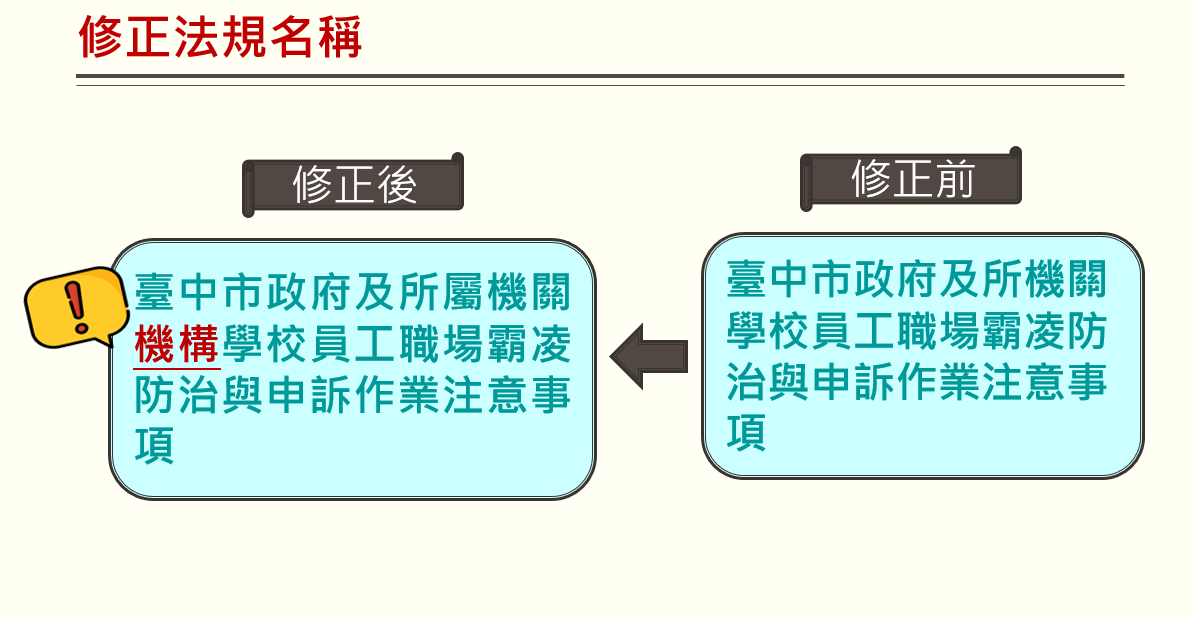 修正法規名稱
修正後
臺中市政府及所屬機關
機構學校員工職場霸凌
防治與申訴作業注意事
項
修正前
臺中市政府及所機關
學校員工職場霸凌防
治與申訴作業注意事
項